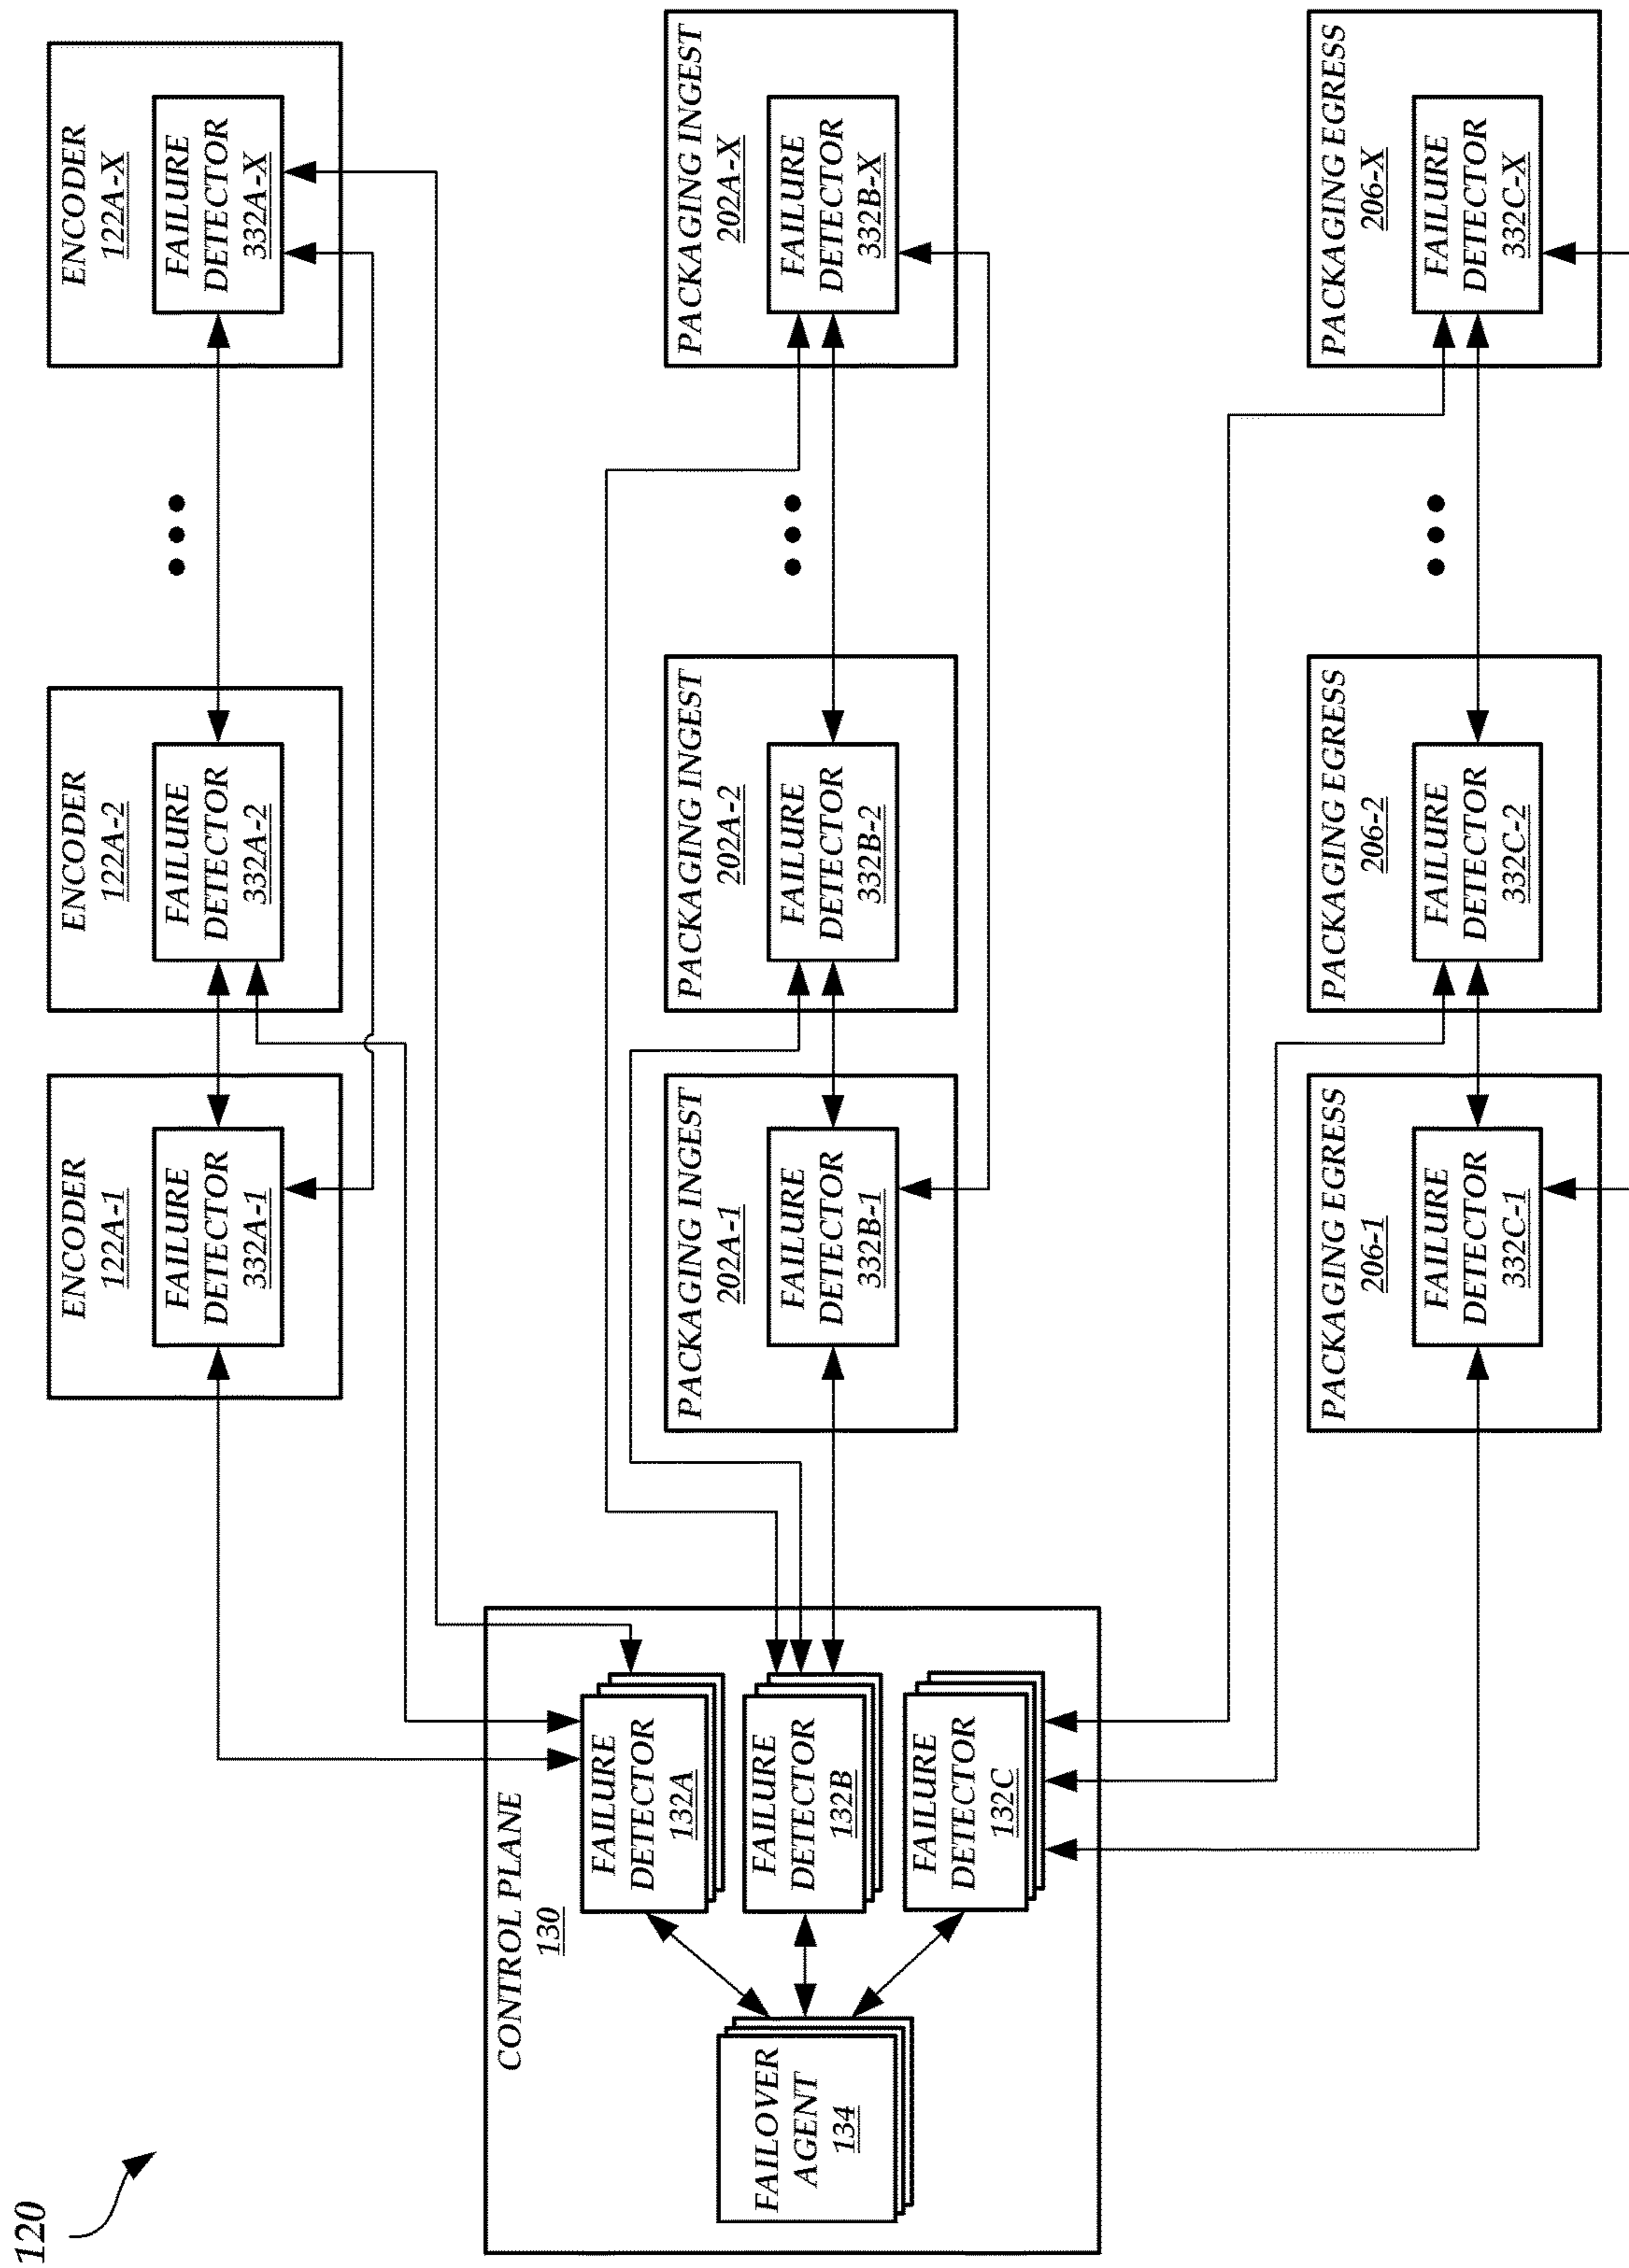 120
CONTROL PLANE
130
FAILOVER
AGENT
134
FAILURE
DETECTOR
132A
FAILURE
DETECTOR
132B
FAILURE
DETECTOR
132C
ENCODER
122A-1
FAILURE
DETECTOR
332A-1
ENCODER
122A-2
FAILURE
DETECTOR
332A-2
ENCODER
122A-X
FAILURE
DETECTOR
332A-X
PACKAGING INGEST
202A-1
FAILURE
DETECTOR
332B-1
PACKAGING INGEST
202A-2
FAILURE
DETECTOR
332B-2
PACKAGING INGEST
202A-X
FAILURE
DETECTOR
332B-X
PACKAGING EGRESS
206-1
FAILURE
DETECTOR
332C-1
PACKAGING EGRESS
206-2
FAILURE
DETECTOR
332C-2
PACKAGING EGRESS
206-X
FAILURE
DETECTOR
332C-X